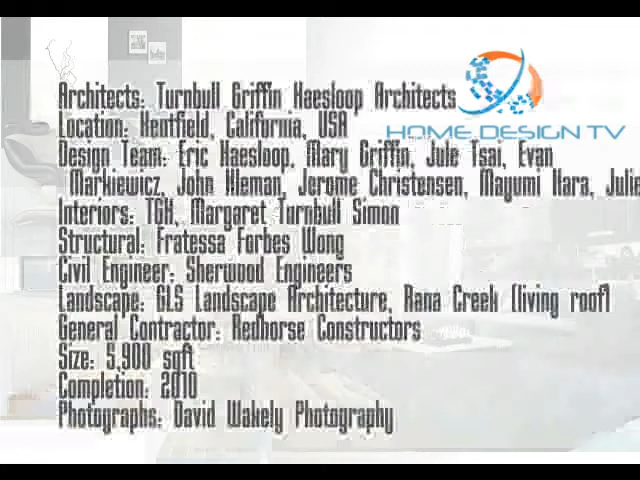 Architects: Turnbull Griffin Haesloop Architects
HOME DESIGN TV
Location: Kentfield, California, USA
Design Team: Eric Haesloop, Mary Griffin, Jule Tsai, Evan
Markiewicz, John Kleman, Jerome Christensen, Mayumi Hara, Julie
Interiors: TGH, Margaret Turnbull Simon
Structural: Fratessa Forbes Wong
Civil Engineer: Sherwood Engineers
Landscape: GLS Landscape Architecture, Rana Creek (living roof)
General Contractor: Redhorse Constructors
Size: 5,900 sqft
Completion: 2010
Photographs: David Wakely Photography